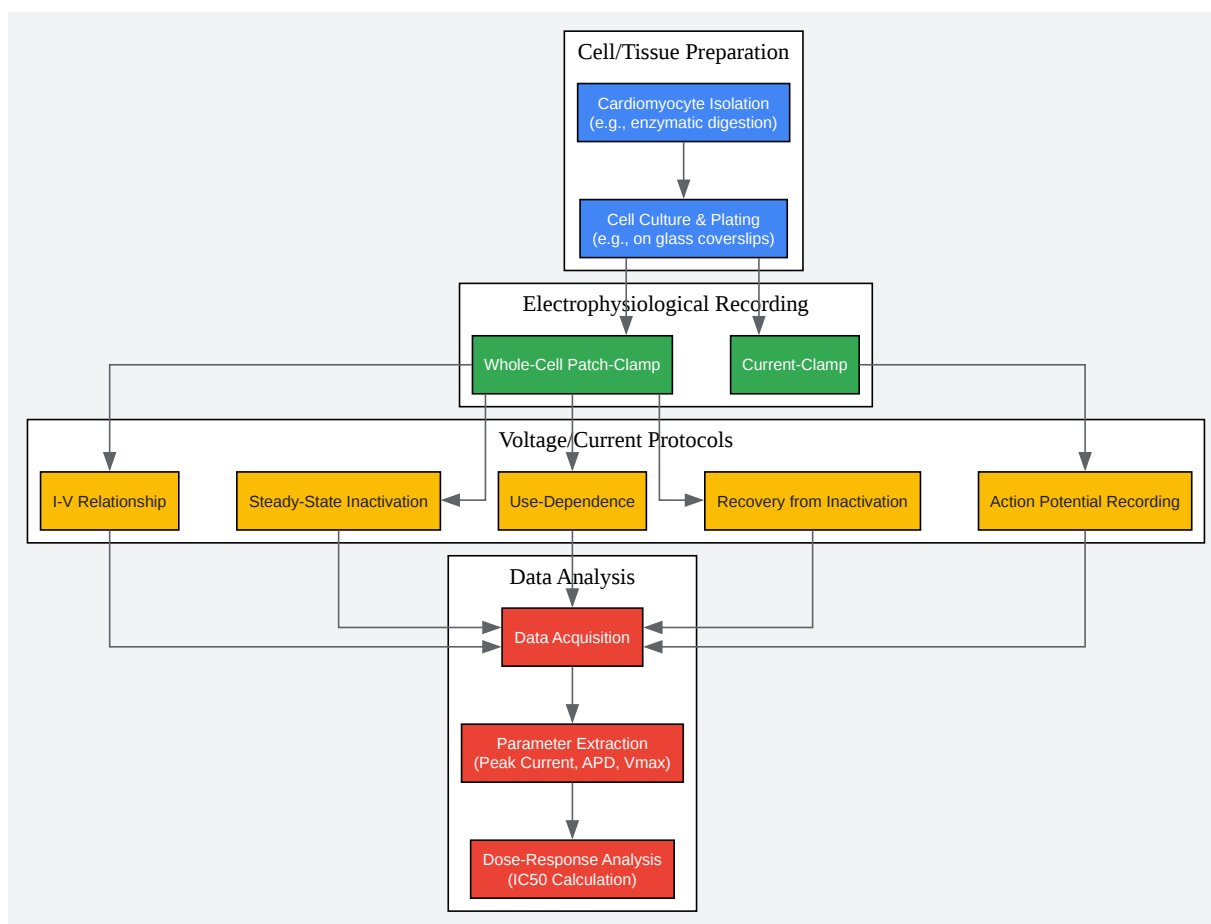 Cell/Tissue Preparation
Cardiomyocyte Isolation
(e.g., enzymatic digestion)
Cell Culture & Plating
(e.g., on glass coverslips)
Electrophysiological Recording
Whole-Cell Patch-Clamp
Current-Clamp
Voltage/Current Protocols
I-V Relationship
Steady-State Inactivation
Use-Dependence
Recovery from Inactivation
Action Potential Recording
Data Analysis
Data Acquisition
Parameter Extraction
(Peak Current, APD, Vmax)
Dose-Response Analysis
(IC50 Calculation)